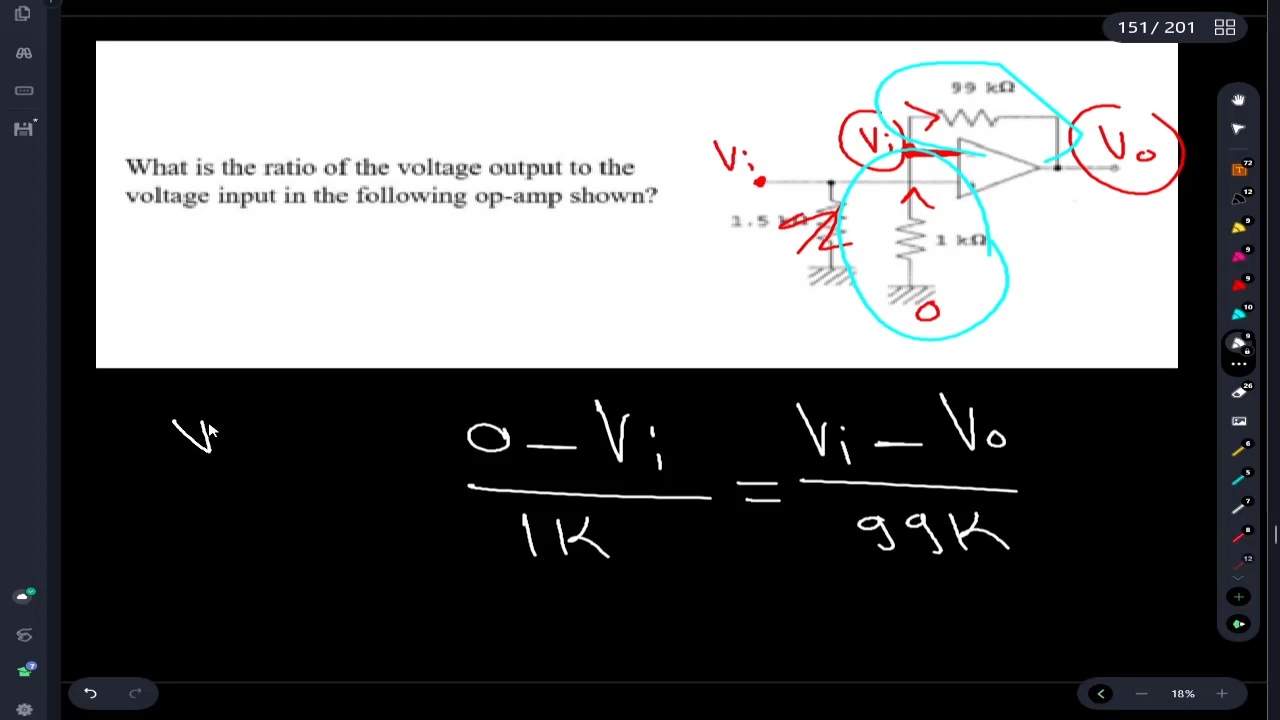 151 / 201
99 kΩ
Vi
Vi
Vo
What is the ratio of the voltage output to the
voltage input in the following op-amp shown?
1.5
1 kΩ
0
V
0 - Vi = Vi - Vo
1K 99K
18%